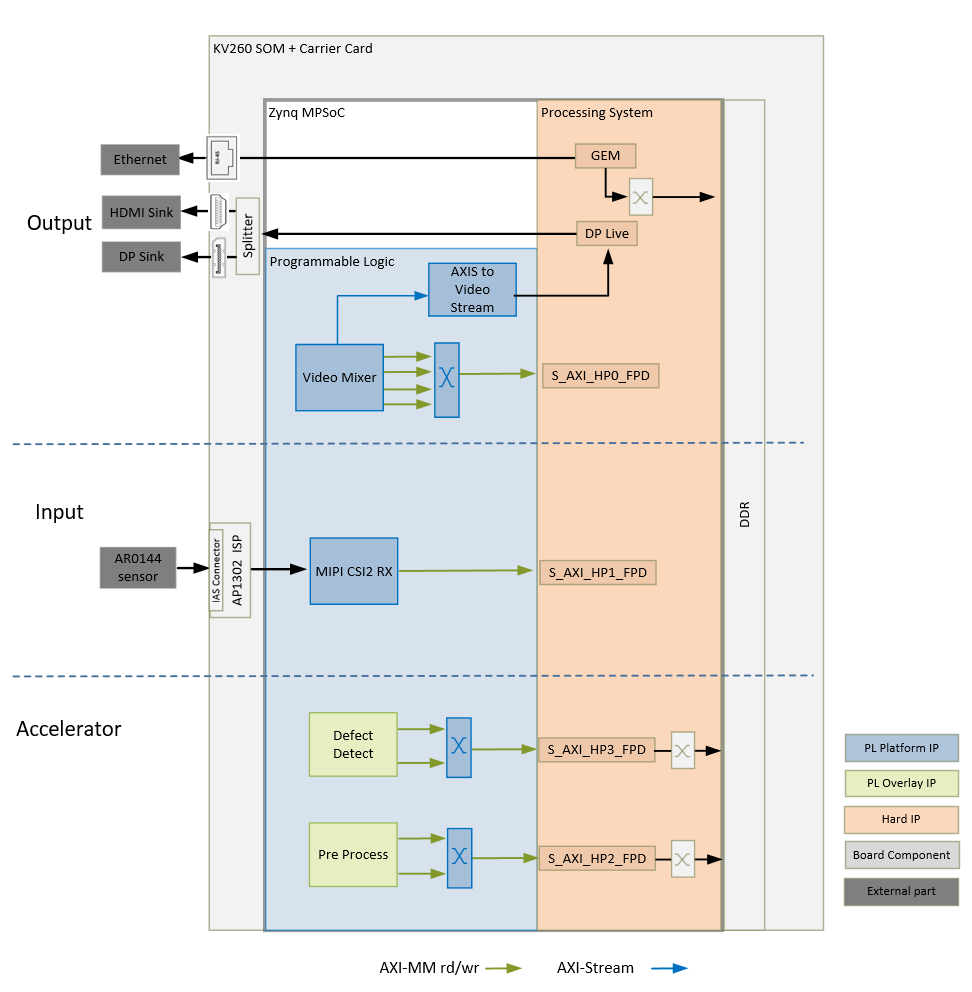 KV260 SOM + Carrier Card
Zynq MPSoC
Processing System
Ethernet
RJ-45
GEM
Output
HDMI Sink
Splitter
DP Live
DP Sink
Programmable Logic
AXIS to
Video
Stream
Video Mixer
S_AXI_HP0_FPD
Input
DDR
AR0144
sensor
IAS Connector
AP1302 ISP
MIPI CSI2 RX
S_AXI_HP1_FPD
Accelerator
Defect
Detect
S_AXI_HP3_FPD
Pre Process
S_AXI_HP2_FPD
PL Platform IP
PL Overlay IP
Hard IP
Board Component
External part
AXI-MM rd/wr
AXI-Stream